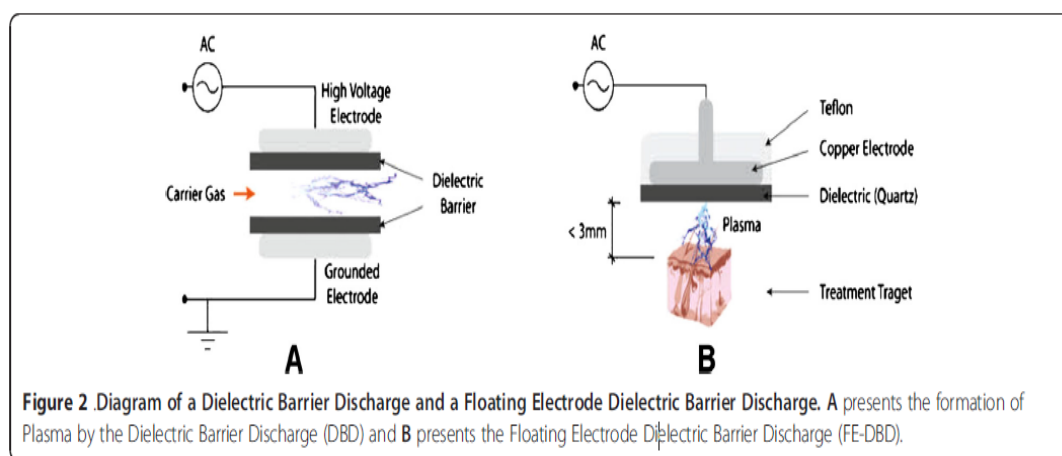 AC
High Voltage
Electrode
Carrier Gas
Dielectric
Barrier
Grounded
Electrode
A
AC
Teflon
Copper Electrode
Dielectric (Quartz)
Plasma
< 3mm
Treatment Traget
B
Figure 2 .Diagram of a Dielectric Barrier Discharge and a Floating Electrode Dielectric Barrier Discharge. A presents the formation of
Plasma by the Dielectric Barrier Discharge (DBD) and B presents the Floating Electrode Dielectric Barrier Discharge (FE-DBD).